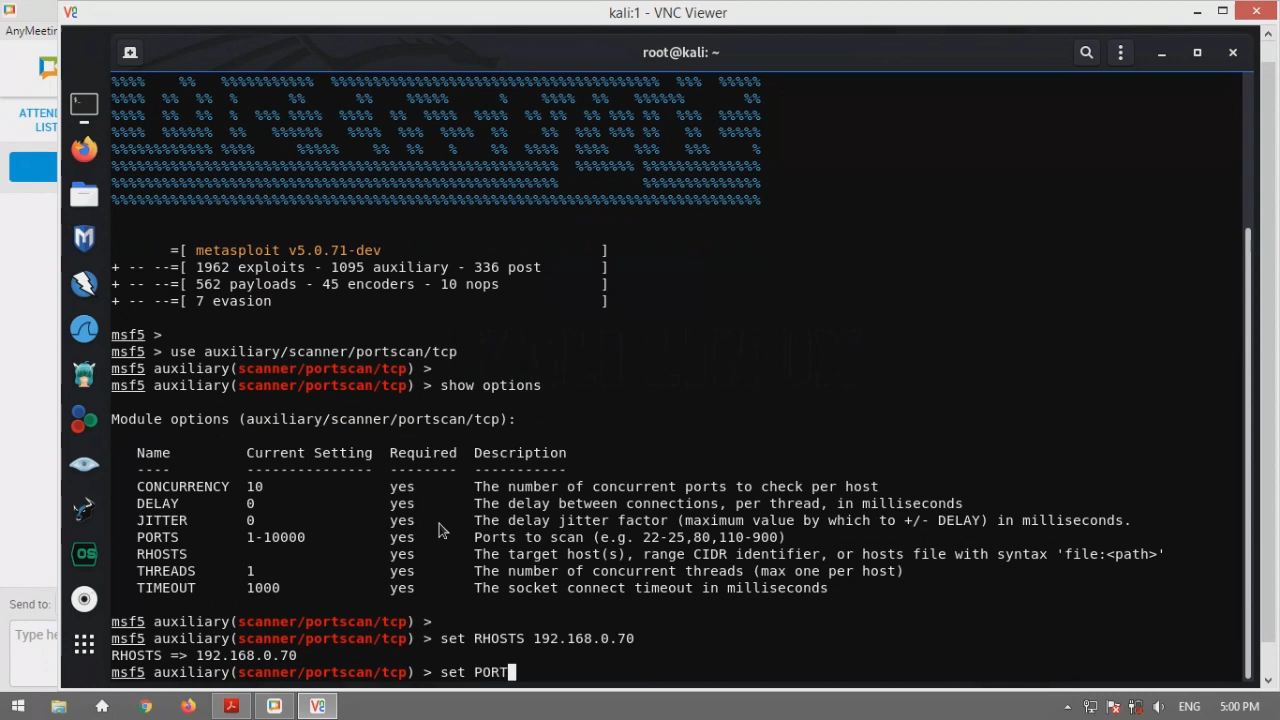 kali:1 - VNC Viewer
AnyMeeti
root@kali: ~
ATTEND
LIST
=[ metasploit v5.0.71-dev ]
+ -- --=[ 1962 exploits - 1095 auxiliary - 336 post ]
+ -- --=[ 562 payloads - 45 encoders - 10 nops ]
+ -- --=[ 7 evasion ]
msf5 >
msf5 > use auxiliary/scanner/portscan/tcp
msf5 auxiliary(scanner/portscan/tcp) >
msf5 auxiliary(scanner/portscan/tcp) > show options
Module options (auxiliary/scanner/portscan/tcp):
Name Current Setting Required Description
---- --------------- -------- -----------
CONCURRENCY 10 yes The number of concurrent ports to check per host
DELAY 0 yes The delay between connections, per thread, in milliseconds
JITTER 0 yes The delay jitter factor (maximum value by which to +/- DELAY) in milliseconds.
PORTS 1-10000 yes Ports to scan (e.g. 22-25,80,110-900)
RHOSTS yes The target host(s), range CIDR identifier, or hosts file with syntax 'file:<path>'
THREADS 1 yes The number of concurrent threads (max one per host)
TIMEOUT 1000 yes The socket connect timeout in milliseconds
msf5 auxiliary(scanner/portscan/tcp) >
msf5 auxiliary(scanner/portscan/tcp) > set RHOSTS 192.168.0.70
RHOSTS => 192.168.0.70
msf5 auxiliary(scanner/portscan/tcp) > set PORT
Send to:
Type he
ENG
5:00 PM